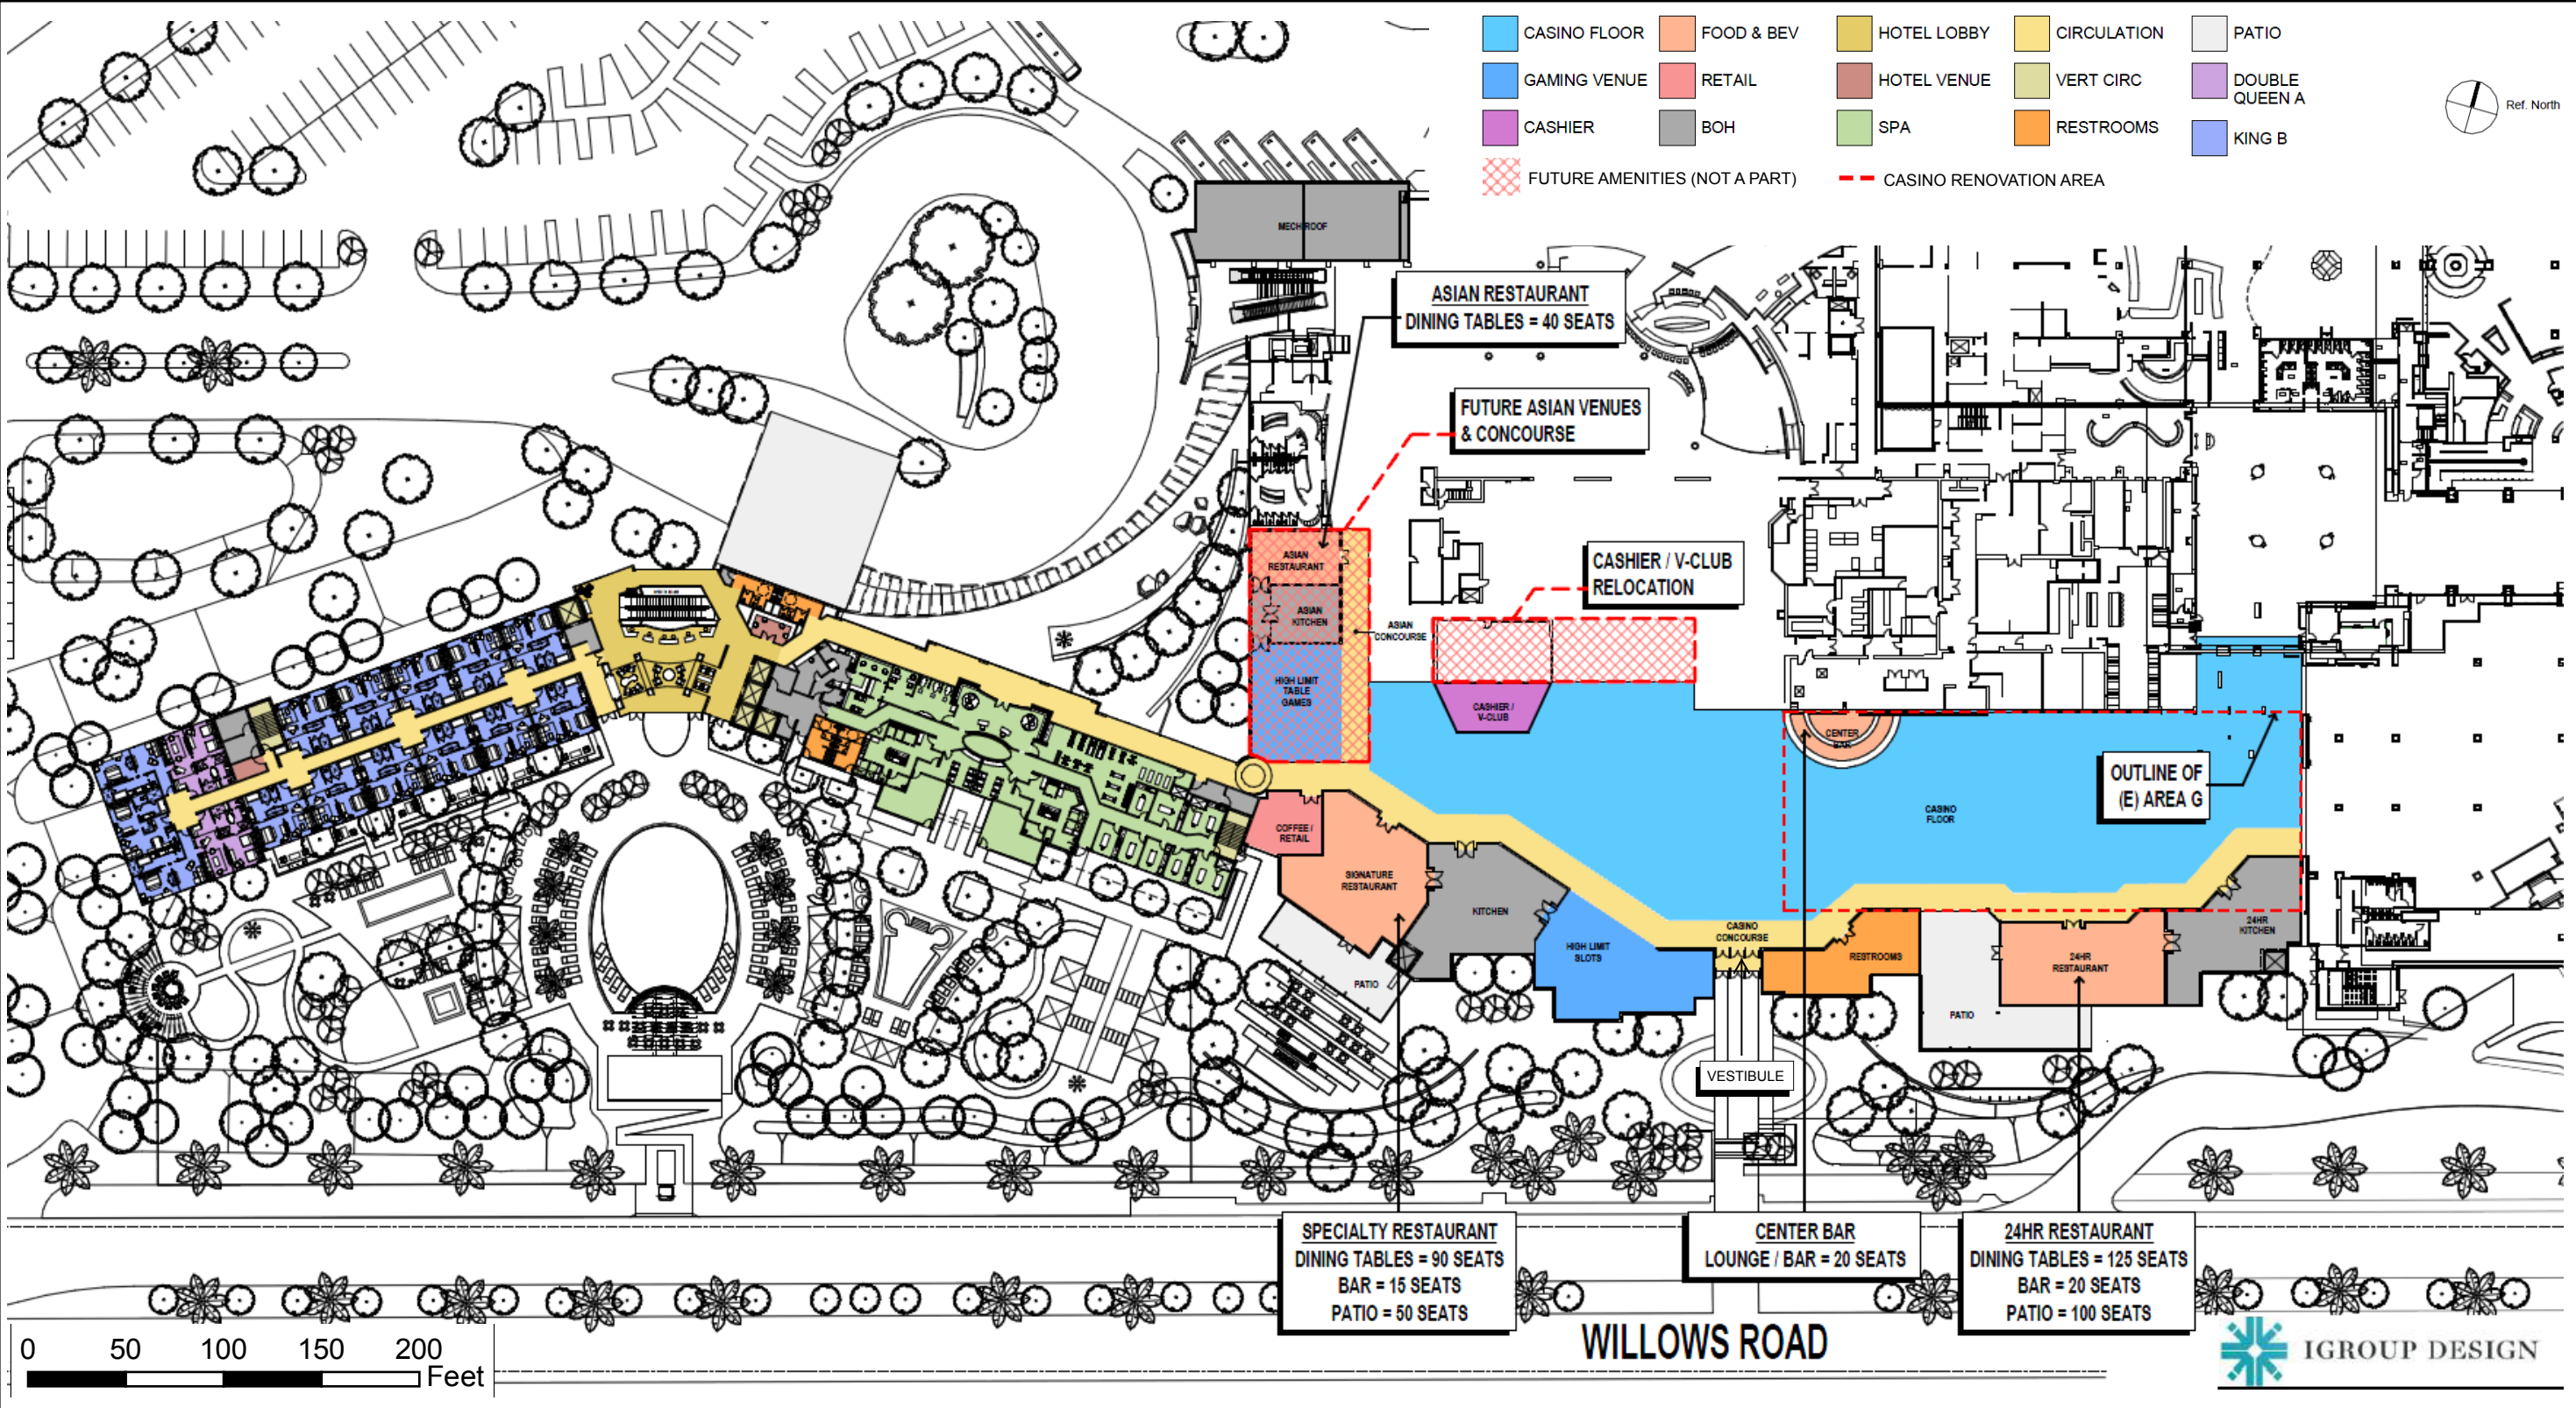 CASINO FLOOR
FOOD & BEV
HOTEL LOBBY
CIRCULATION
PATIO
GAMING VENUE
RETAIL
HOTEL VENUE
VERT CIRC
DOUBLE
QUEEN A
CASHIER
BOH
SPA
RESTROOMS
KING B
FUTURE AMENITIES (NOT A PART)
CASINO RENOVATION AREA
Ref. North
MECH ROOF
ASIAN RESTAURANT
DINING TABLES = 40 SEATS
FUTURE ASIAN VENUES
& CONCOURSE
CASHIER / V-CLUB
RELOCATION
ASIAN
RESTAURANT
ASIAN
KITCHEN
ASIAN
CONCOURSE
HIGH LIMIT
TABLE
GAMES
CASHIER /
V-CLUB
CENTER
BAR
OUTLINE OF
(E) AREA G
CASINO
FLOOR
COFFEE /
RETAIL
SIGNATURE
RESTAURANT
KITCHEN
HIGH LIMIT
SLOTS
CASINO
CONCOURSE
RESTROOMS
24HR
RESTAURANT
24HR
KITCHEN
PATIO
PATIO
VESTIBULE
SPECIALTY RESTAURANT
DINING TABLES = 90 SEATS
BAR = 15 SEATS
PATIO = 50 SEATS
CENTER BAR
LOUNGE / BAR = 20 SEATS
24HR RESTAURANT
DINING TABLES = 125 SEATS
BAR = 20 SEATS
PATIO = 100 SEATS
WILLOWS ROAD
0 50 100 150 200
Feet
IGROUP DESIGN